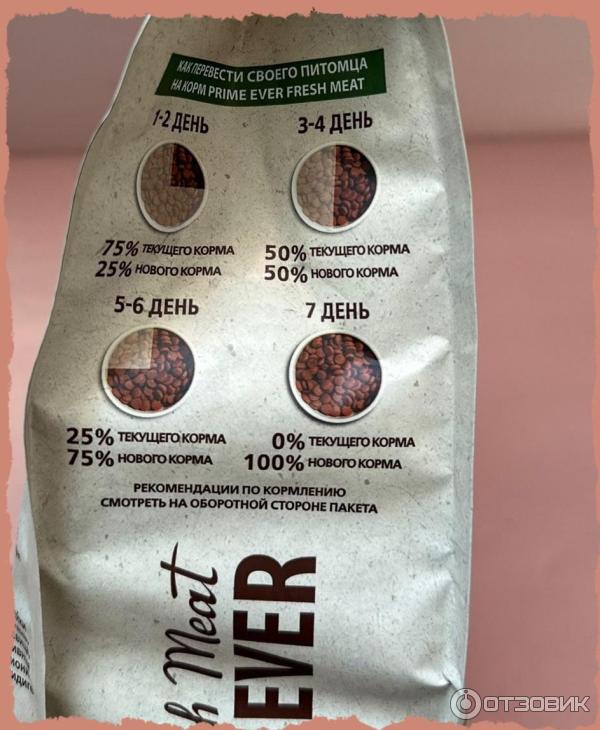 КАК ПЕРЕВЕСТИ СВОЕГО ПИТОМЦА
НА КОРМ PRIME EVER FRESH MEAT
1-2 ДЕНЬ
3-4 ДЕНЬ
75% ТЕКУЩЕГО КОРМА
25% НОВОГО КОРМА
50% ТЕКУЩЕГО КОРМА
50% НОВОГО КОРМА
5-6 ДЕНЬ
7 ДЕНЬ
25% ТЕКУЩЕГО КОРМА
75% НОВОГО КОРМА
0% ТЕКУЩЕГО КОРМА
100% НОВОГО КОРМА
РЕКОМЕНДАЦИИ ПО КОРМЛЕНИЮ
СМОТРЕТЬ НА ОБОРОТНОЙ СТОРОНЕ ПАКЕТА
h Meat
EVER
ОТЗОВИК